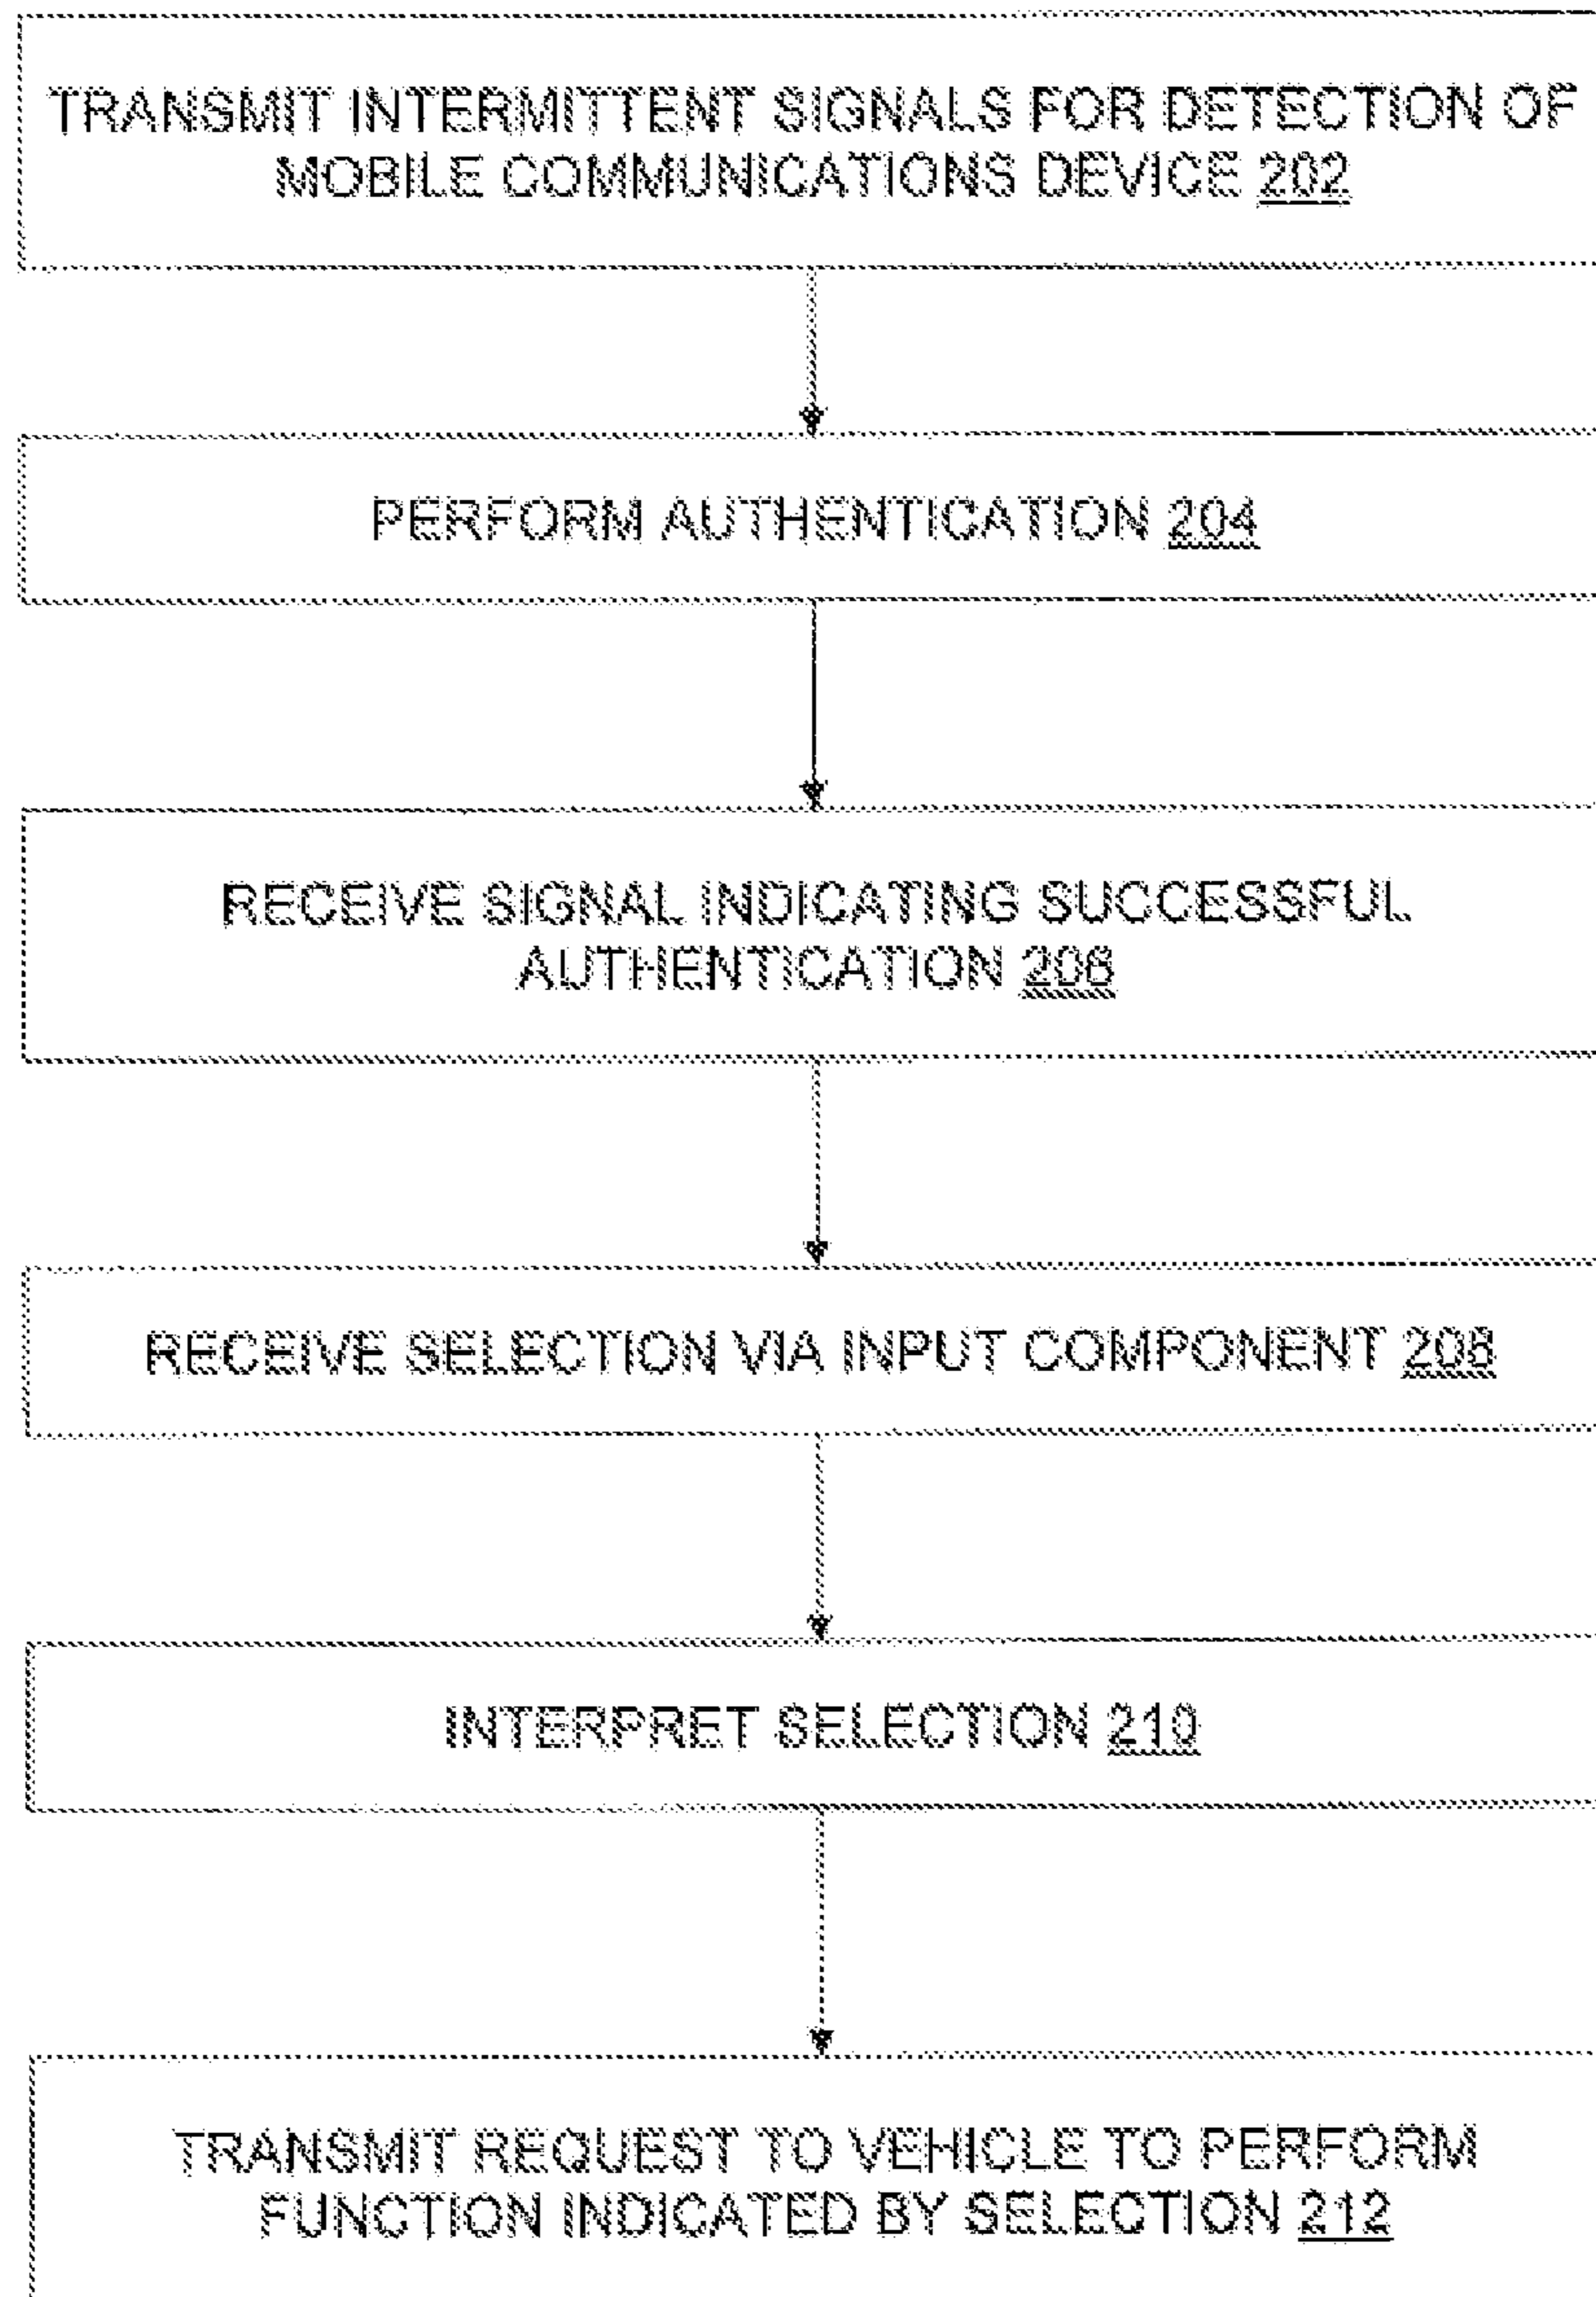 TRANSMIT INTERMITTENT SIGNALS FOR DETECTION OF
MOBILE COMMUNICATIONS DEVICE 202
PERFORM AUTHENTICATION 204
RECEIVE SIGNAL INDICATING SUCCESSFUL
AUTHENTICATION 206
RECEIVE SELECTION VIA INPUT COMPONENT 208
INTERPRET SELECTION 210
TRANSMIT REQUEST TO VEHICLE TO PERFORM
FUNCTION INDICATED BY SELECTION 212